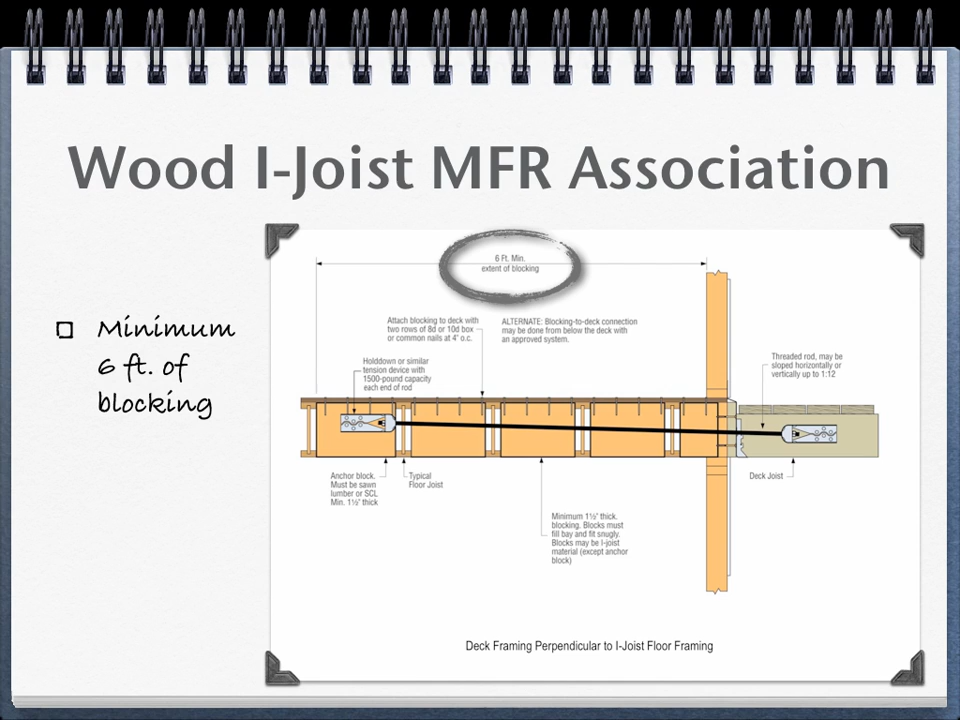 Wood I-Joist MFR Association
Minimum
6 ft. of
blocking
6 Ft. Min.
extent of blocking
Attach blocking to deck with
two rows of 8d or 10d box
or common nails at 4" o.c.
ALTERNATE: Blocking-to-deck connection
may be done from below the deck with
an approved system.
Holddown or similar
tension device with
1500-pound capacity
each end of rod
Threaded rod, may be
sloped horizontally or
vertically up to 1:12
Anchor block.
Must be sawn
lumber or SCL
Min. 1½" thick
Typical
Floor Joist
Deck Joist
Minimum 1½" thick.
blocking. Blocks must
fill bay and fit snugly.
Blocks may be I-joist
material (except anchor
block)
Deck Framing Perpendicular to I-Joist Floor Framing